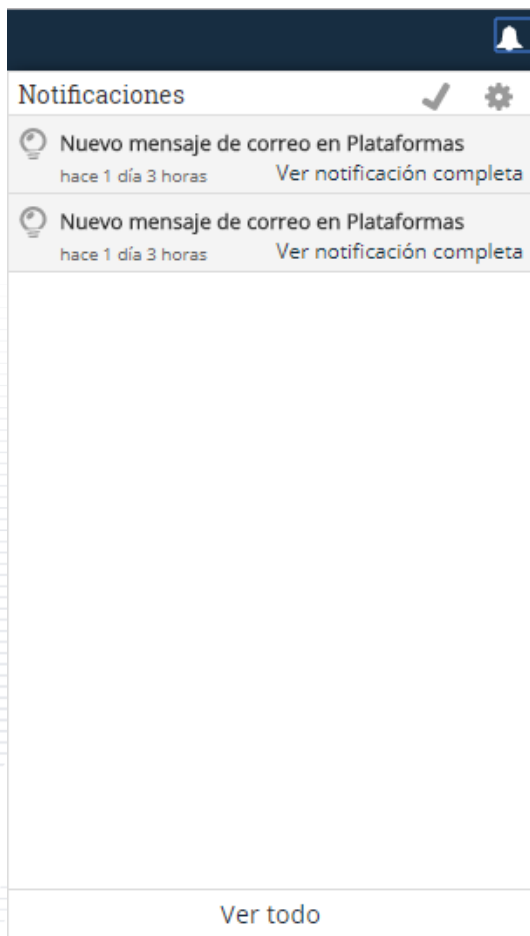 Notificaciones
Nuevo mensaje de correo en Plataformas
hace 1 día 3 horas Ver notificación completa
Nuevo mensaje de correo en Plataformas
hace 1 día 3 horas Ver notificación completa
Ver todo